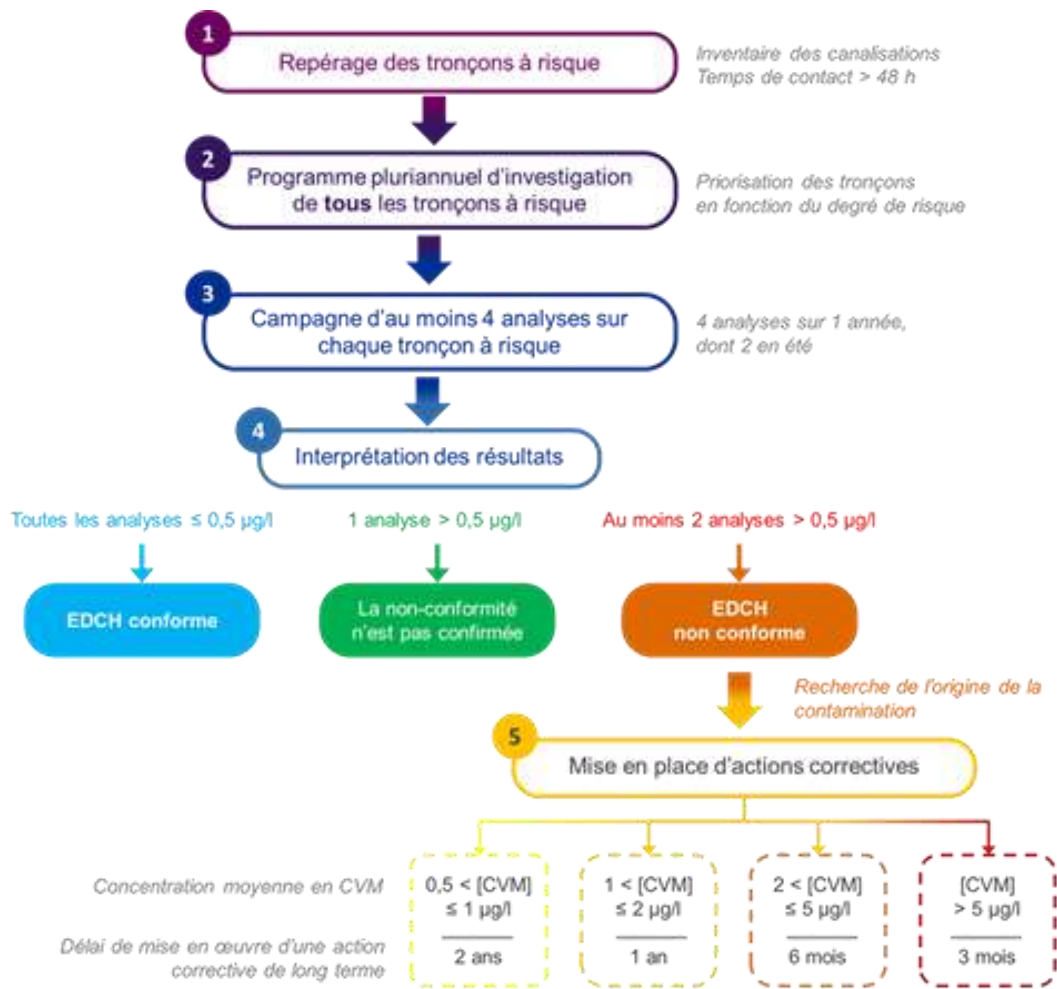 1
Repérage des tronçons à risque
Inventaire des canalisations
Temps de contact > 48 h
2
Programme pluriannuel d'investigation
de tous les tronçons à risque
Priorisation des tronçons
en fonction du degré de risque
3
Campagne d'au moins 4 analyses sur
chaque tronçon à risque
4 analyses sur 1 année,
dont 2 en été
4
Interprétation des résultats
Toutes les analyses ≤ 0,5 µg/l
1 analyse > 0,5 µg/l
Au moins 2 analyses > 0,5 µg/l
EDCH conforme
La non-conformité
n'est pas confirmée
EDCH
non conforme
Recherche de l'origine de la
contamination
5
Mise en place d'actions correctives
Concentration moyenne en CVM
0,5 < [CVM]
≤ 1 µg/l
1 < [CVM]
≤ 2 µg/l
2 < [CVM]
≤ 5 µg/l
[CVM]
> 5 µg/l
Délai de mise en œuvre d'une action
corrective de long terme
2 ans
1 an
6 mois
3 mois